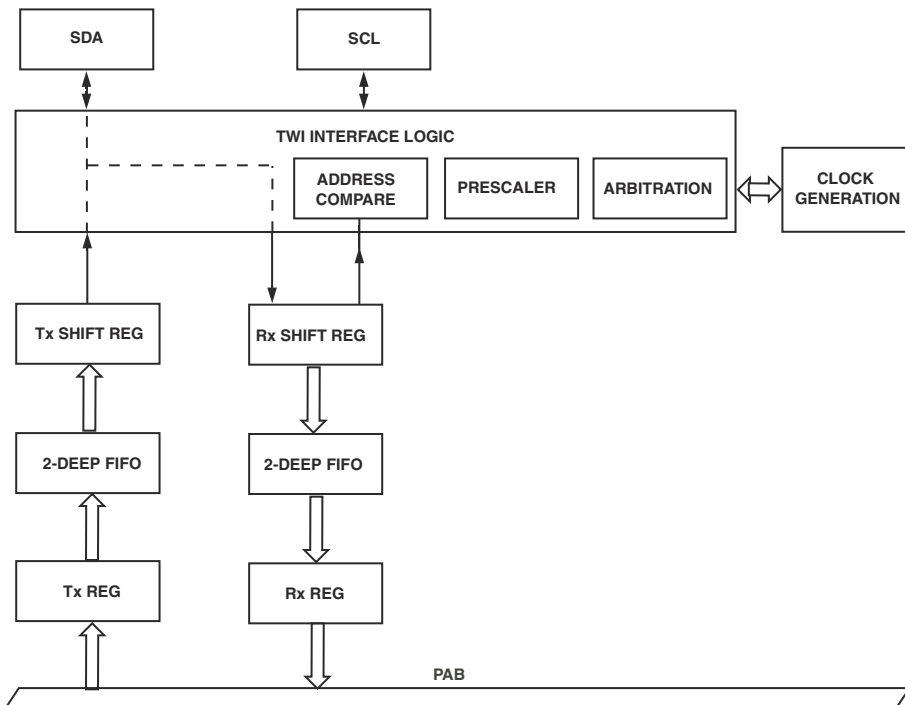 SDA
SCL
TWI INTERFACE LOGIC
ADDRESS
COMPARE
PRESCALER
ARBITRATION
CLOCK
GENERATION
Tx SHIFT REG
Rx SHIFT REG
2-DEEP FIFO
2-DEEP FIFO
Tx REG
Rx REG
PAB